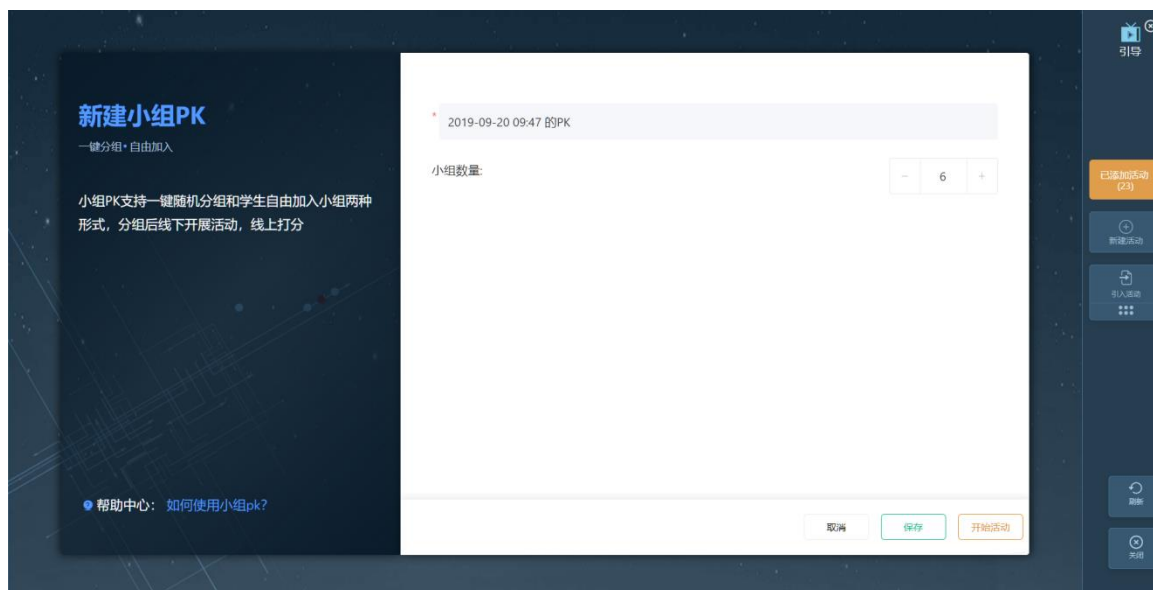 引导
新建小组PK
一键分组•自由加入
小组PK支持一键随机分组和学生自由加入小组两种
形式，分组后线下开展活动，线上打分
帮助中心： 如何使用小组pk?
* 2019-09-20 09:47 的PK
小组数量:
- 6 +
取消 保存 开始活动
已添加活动
(23)
新建活动
引入活动
刷新
关闭